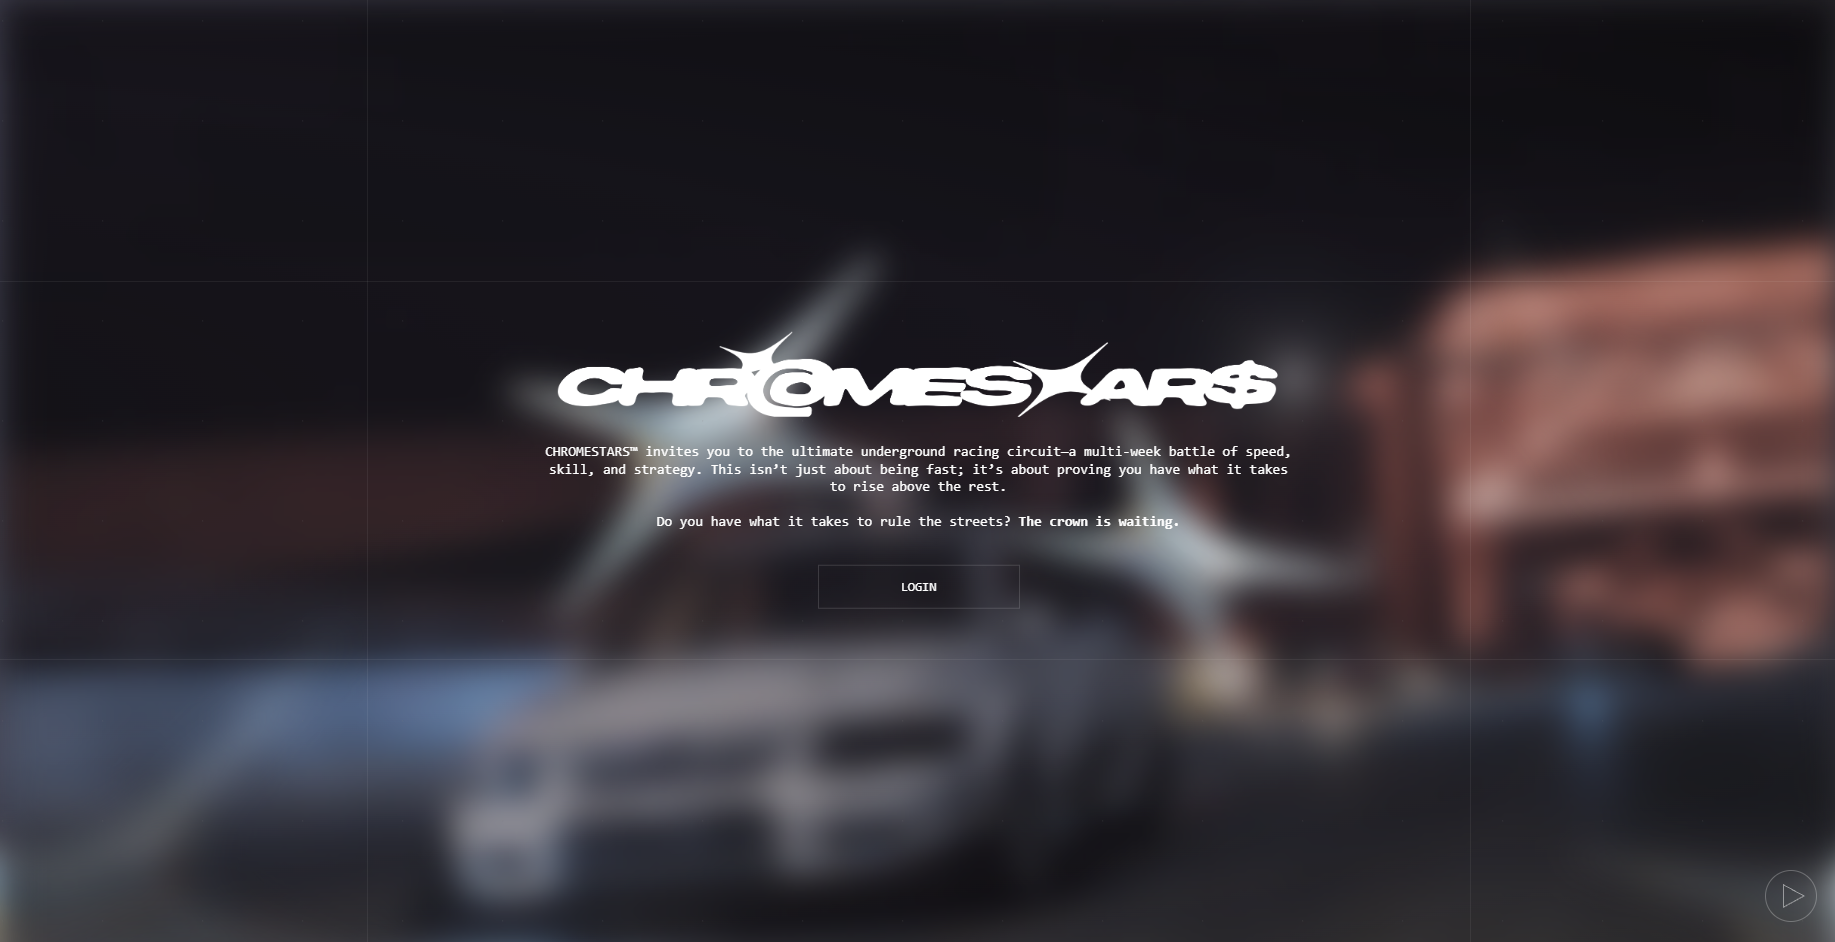 CHROMESTAR$
CHROMESTARS™ invites you to the ultimate underground racing circuit—a multi-week battle of speed,
skill, and strategy. This isn’t just about being fast; it’s about proving you have what it takes
to rise above the rest.
Do you have what it takes to rule the streets? The crown is waiting.
LOGIN